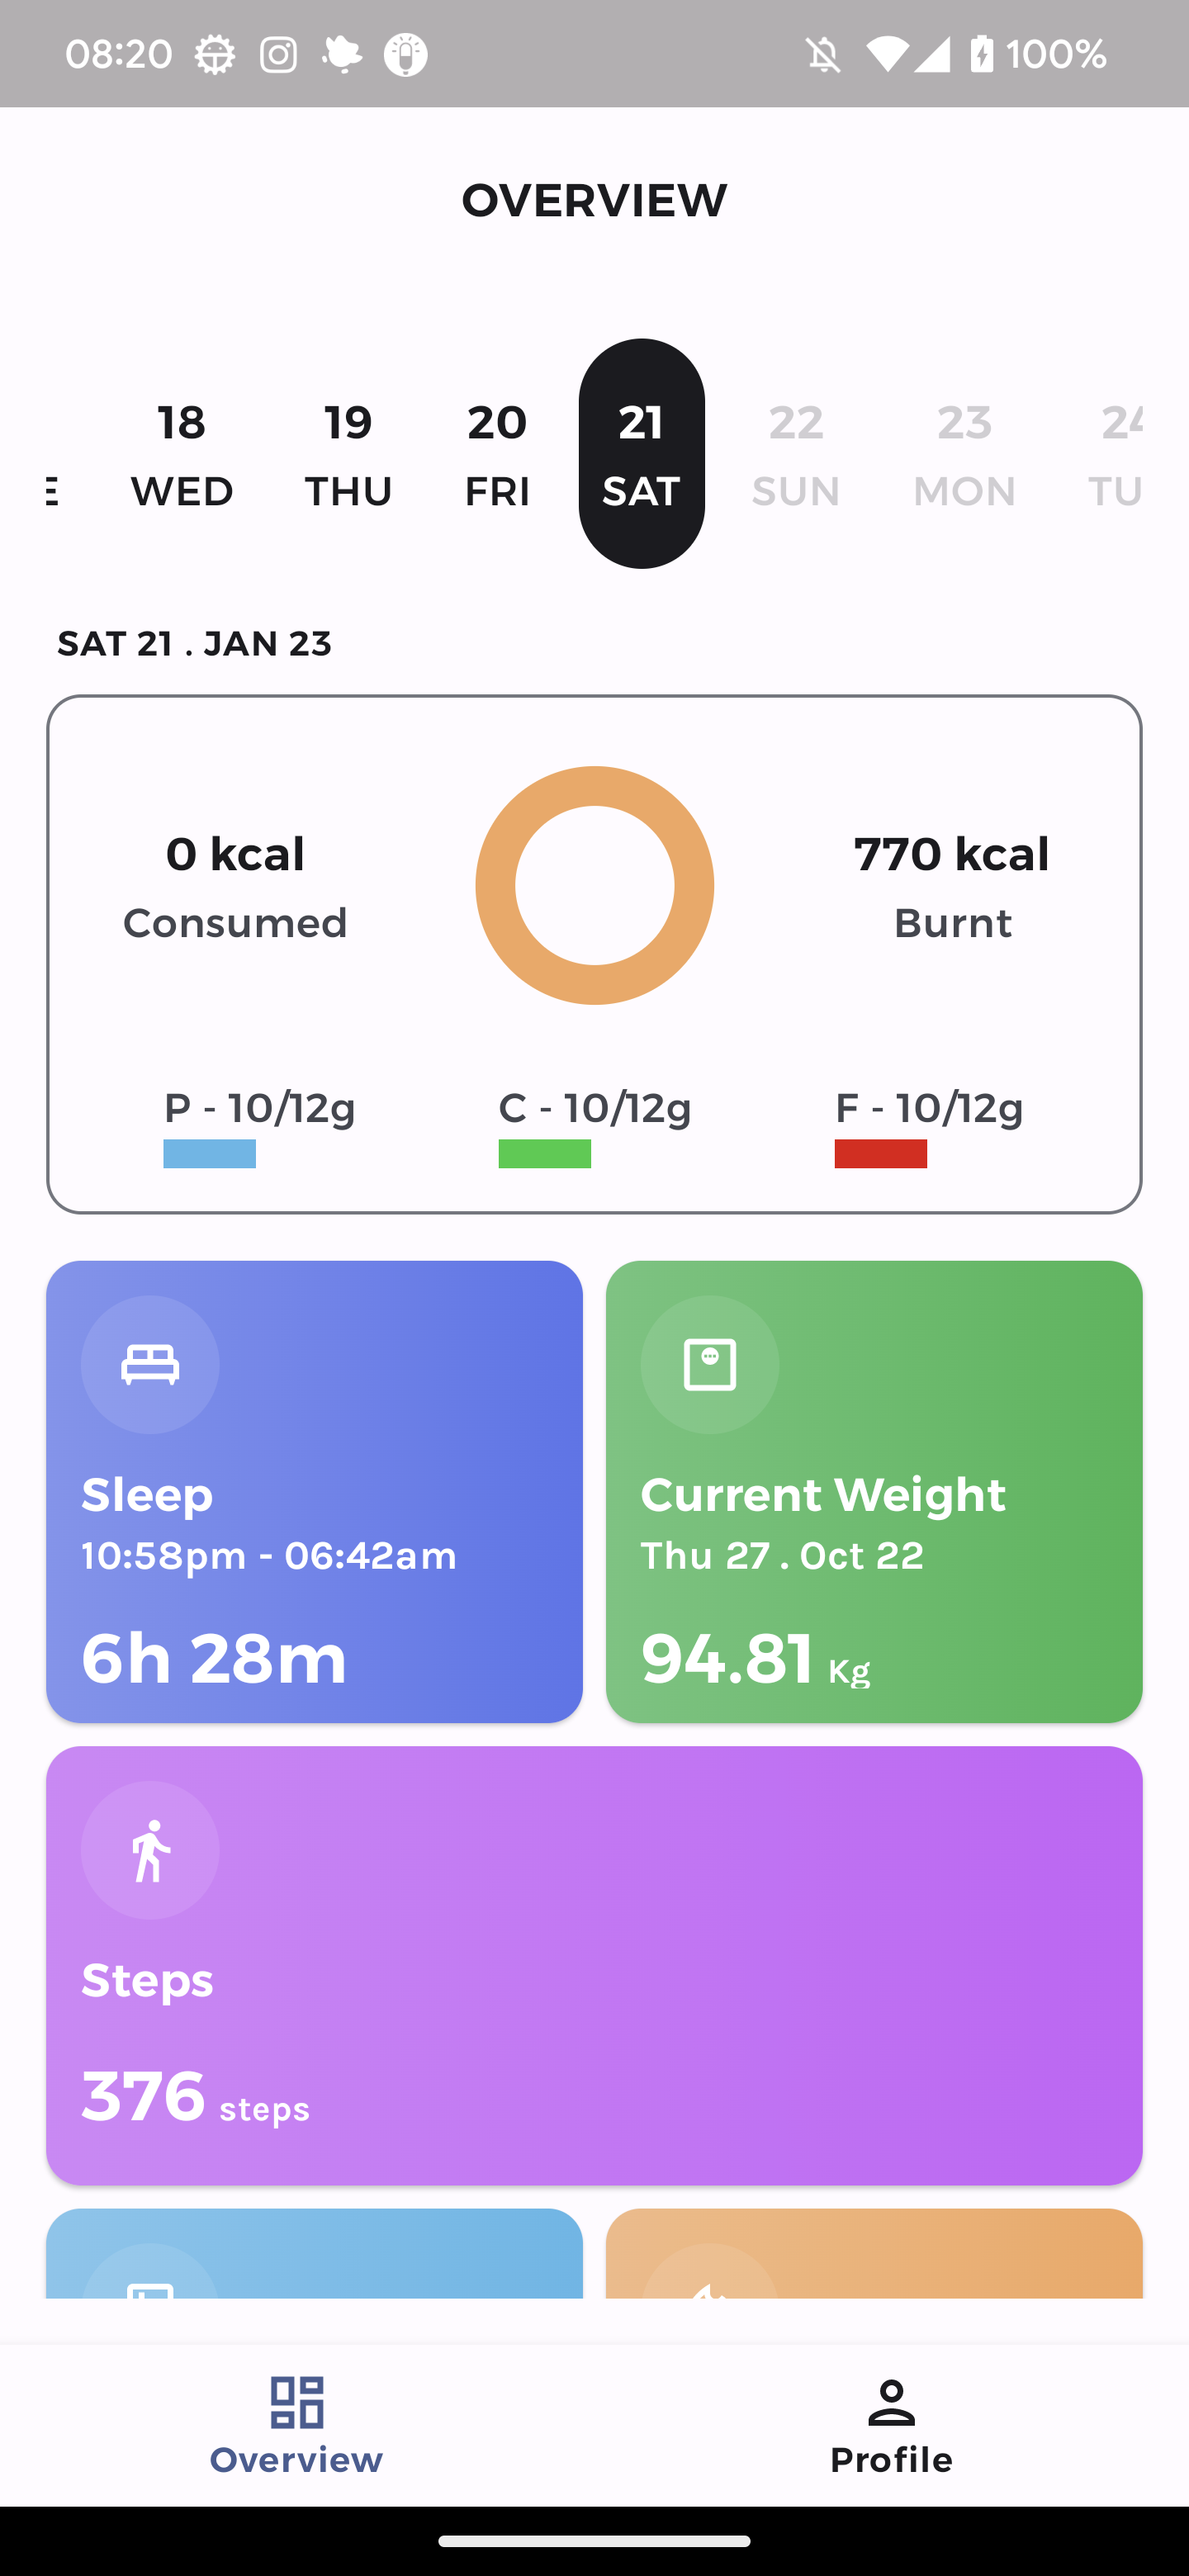 08:20 100%
OVERVIEW
18 19 20 21 22 23 24
E WED THU FRI SAT SUN MON TU
SAT 21 . JAN 23
0 kcal 770 kcal
Consumed Burnt
P - 10/12g C - 10/12g F - 10/12g
Sleep
10:58pm - 06:42am
6h 28m
Current Weight
Thu 27 . Oct 22
94.81 Kg
Steps
376 steps
Overview Profile